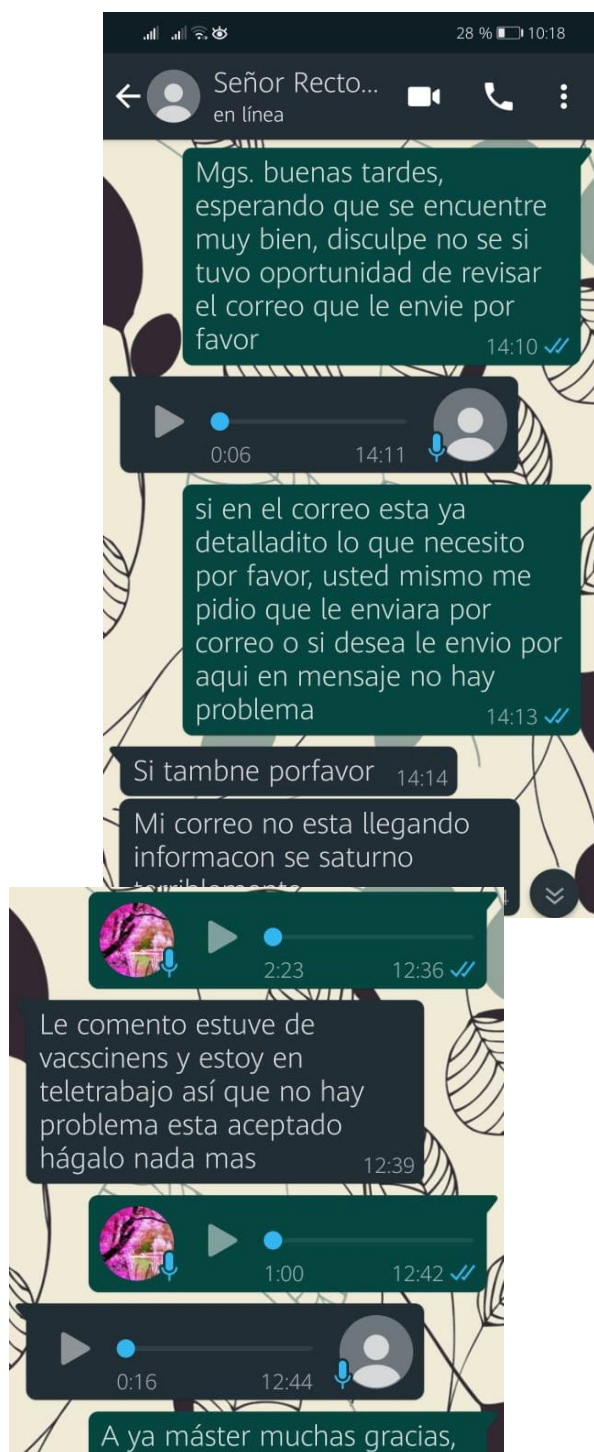 28 % 10:18
Señor Recto...
en línea
Mgs. buenas tardes,
esperando que se encuentre
muy bien, disculpe no se si
tuvo oportunidad de revisar
el correo que le envie por
favor
14:10
0:06 14:11
si en el correo esta ya
detalladito lo que necesito
por favor, usted mismo me
pidio que le enviara por
correo o si desea le envio por
aqui en mensaje no hay
problema
14:13
Si tambne porfavor 14:14
Mi correo no esta llegando
informacon se saturno
2:23 12:36
Le comento estuve de
vacscinens y estoy en
teletrabajo así que no hay
problema esta aceptado
hágalo nada mas
12:39
1:00 12:42
0:16 12:44
A ya máster muchas gracias,